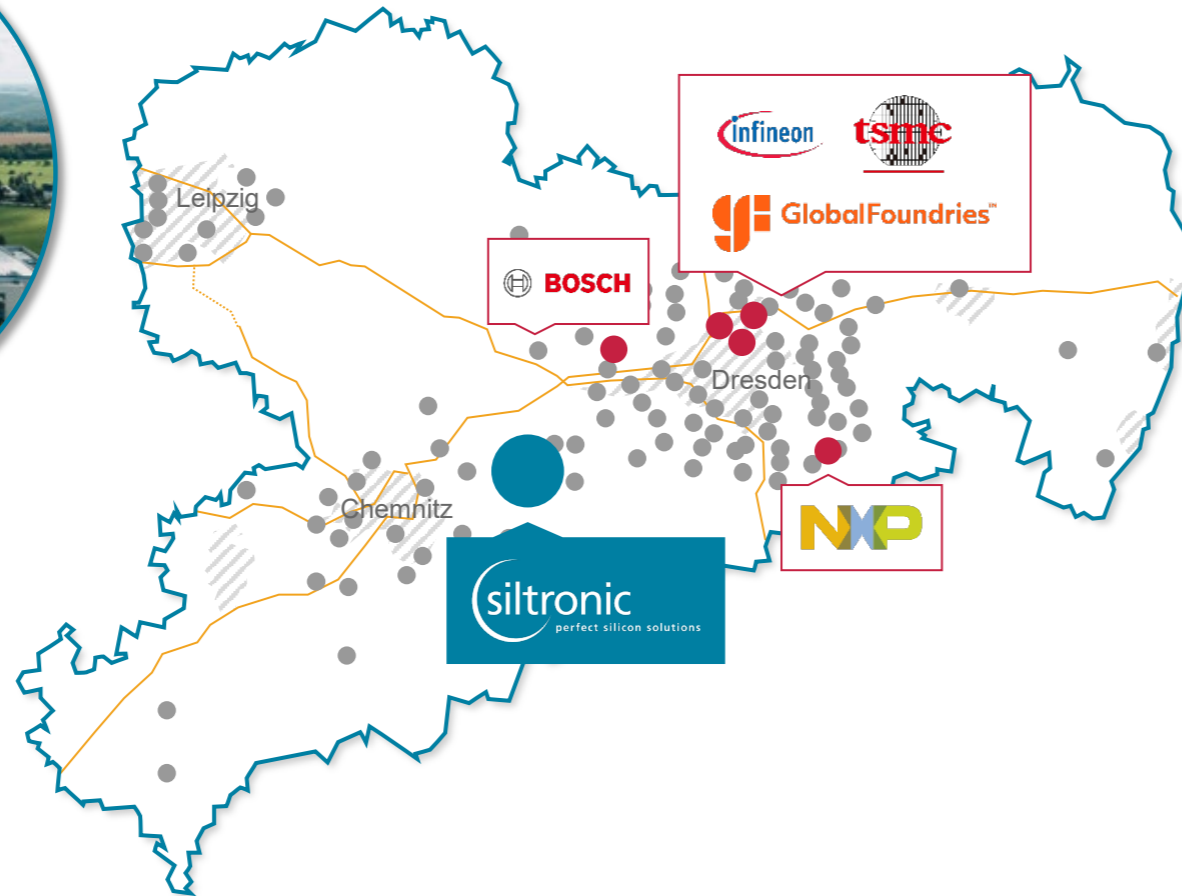 infineon
tsmc
GlobalFoundries™
Leipzig
BOSCH
Dresden
Chemnitz
NXP
siltronic
perfect silicon solutions